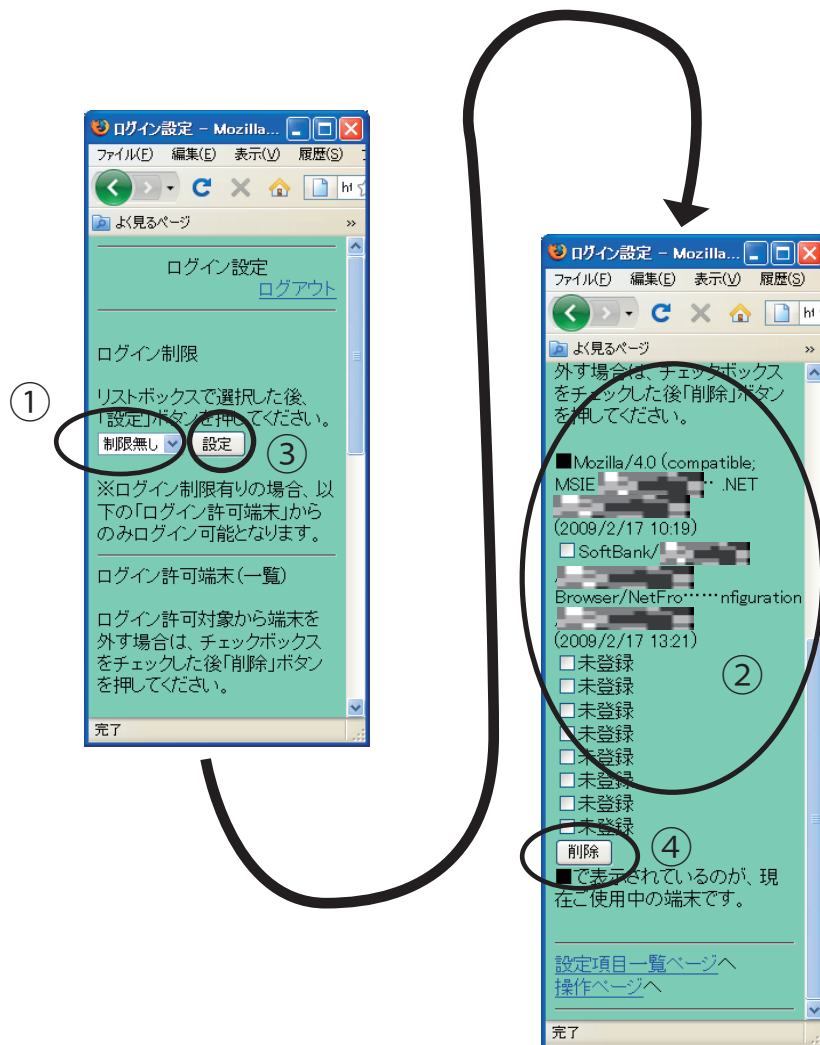 ログイン設定 - Mozilla...
ファイル(F) 編集(E) 表示(V) 履歴(S)
よく見るページ »
ログイン設定
ログアウト
ログイン制限
①
リストボックスで選択した後、
「設定」ボタンを押してください。
制限無し 設定
③
※ログイン制限有りの場合、以
下の「ログイン許可端末」から
のみログイン可能となります。
ログイン許可端末(一覧)
ログイン許可対象から端末を
外す場合は、チェックボックス
をチェックした後「削除」ボタン
を押してください。
完了
ログイン設定 - Mozilla...
ファイル(F) 編集(E) 表示(V) 履歴(S)
よく見るページ »
外す場合は、チェックボックス
をチェックした後「削除」ボタン
を押してください。
■Mozilla/4.0 (compatible;
MSIE ･･ .NET
(2009/2/17 10:19)
□SoftBank/
/
Browser/NetFro……nfiguration
/
(2009/2/17 13:21)
□未登録
□未登録
②
□未登録
□未登録
□未登録
□未登録
□未登録
□未登録
削除
④
■で表示されているのが、現
在ご使用中の端末です。
設定項目一覧ページへ
操作ページへ
完了